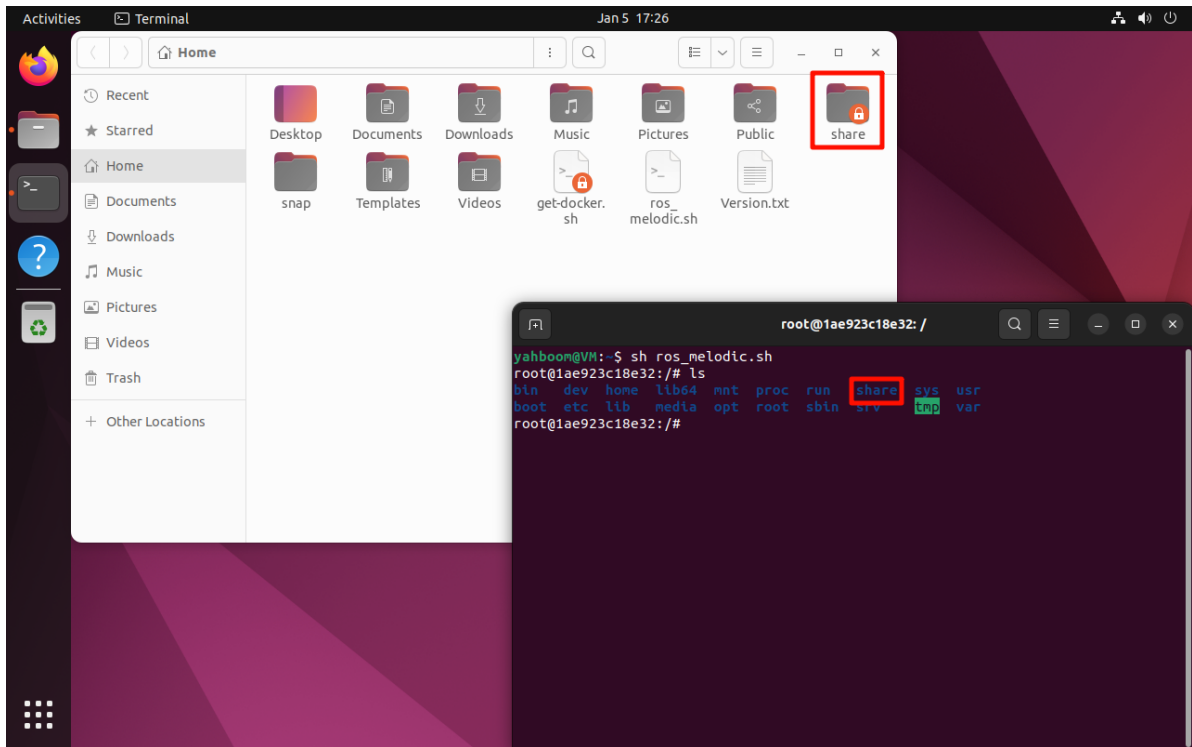 Activities Terminal Jan 5 17:26
Home
Recent
Starred
Home
Documents
Downloads
Music
Pictures
Videos
Trash
Other Locations
Desktop Documents Downloads Music Pictures Public share
snap Templates Videos get-docker. ros_ Version.txt
sh melodic.sh
root@1ae923c18e32: /
yahboom@VM:~$ sh ros_melodic.sh
root@1ae923c18e32:/# ls
bin dev home lib64 mnt proc run share sys usr
boot etc lib media opt root sbin srv tmp var
root@1ae923c18e32:/#